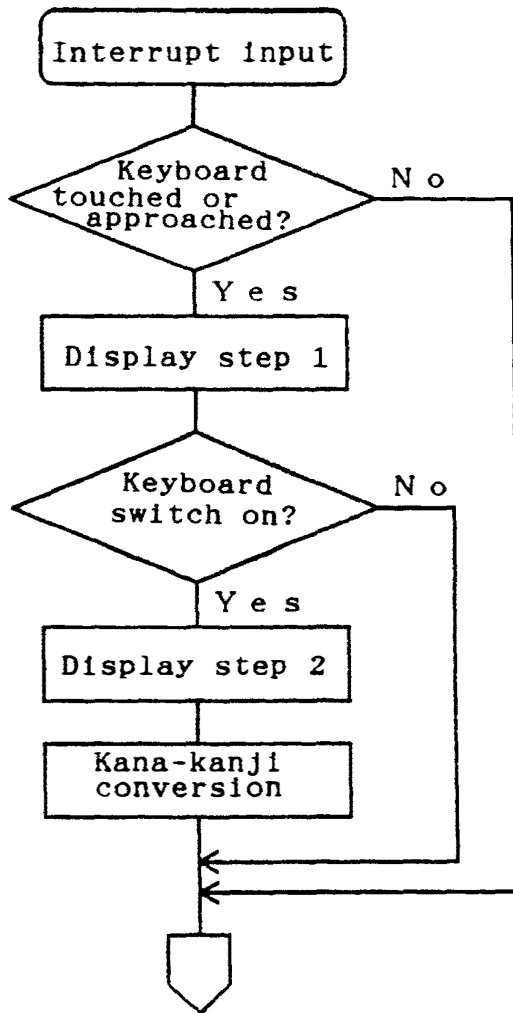 Interrupt input
Keyboard
touched or
approached?
No
Yes
Display step 1
Keyboard
switch on?
No
Yes
Display step 2
Kana-kanji
conversion